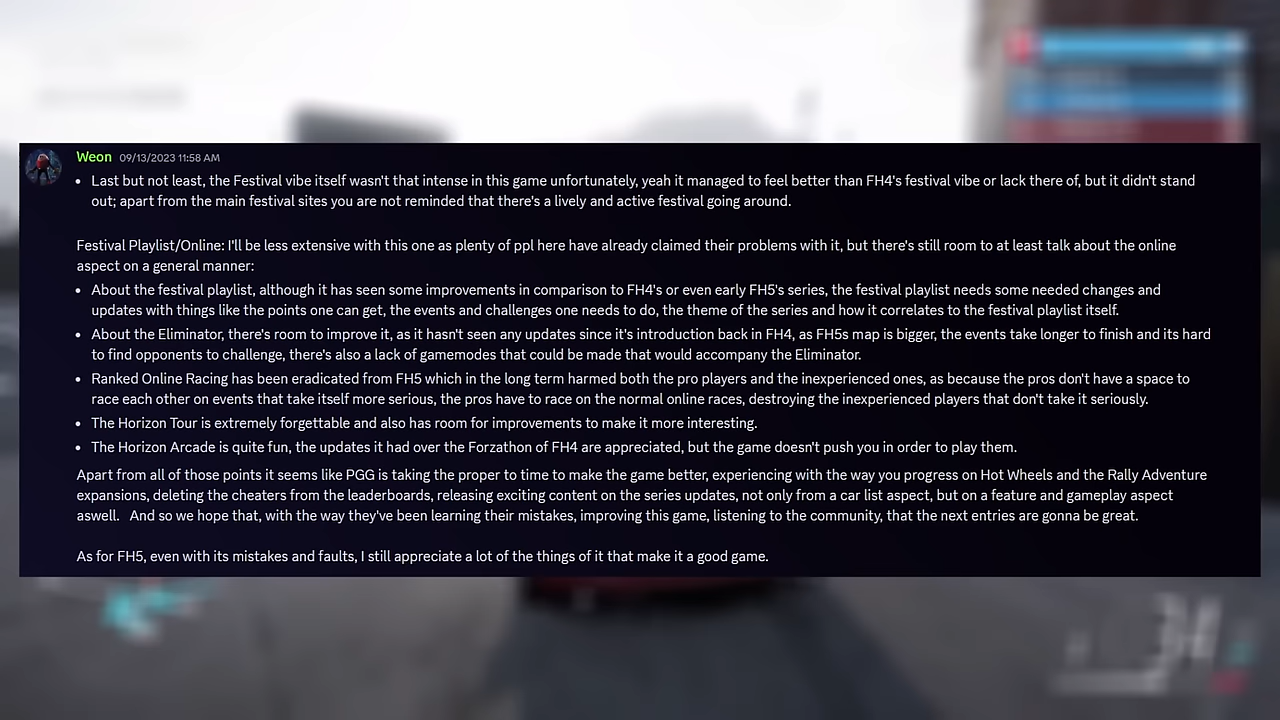 Weon 09/13/2023 11:58 AM
• Last but not least, the Festival vibe itself wasn't that intense in this game unfortunately, yeah it managed to feel better than FH4's festival vibe or lack there of, but it didn't stand
out; apart from the main festival sites you are not reminded that there's a lively and active festival going around.
Festival Playlist/Online: I'll be less extensive with this one as plenty of ppl here have already claimed their problems with it, but there's still room to at least talk about the online
aspect on a general manner:
• About the festival playlist, although it has seen some improvements in comparison to FH4's or even early FH5's series, the festival playlist needs some needed changes and
updates with things like the points one can get, the events and challenges one needs to do, the theme of the series and how it correlates to the festival playlist itself.
• About the Eliminator, there's room to improve it, as it hasn't seen any updates since it's introduction back in FH4, as FH5s map is bigger, the events take longer to finish and its hard
to find opponents to challenge, there's also a lack of gamemodes that could be made that would accompany the Eliminator.
• Ranked Online Racing has been eradicated from FH5 which in the long term harmed both the pro players and the inexperienced ones, as because the pros don't have a space to
race each other on events that take itself more serious, the pros have to race on the normal online races, destroying the inexperienced players that don't take it seriously.
• The Horizon Tour is extremely forgettable and also has room for improvements to make it more interesting.
• The Horizon Arcade is quite fun, the updates it had over the Forzathon of FH4 are appreciated, but the game doesn't push you in order to play them.
Apart from all of those points it seems like PGG is taking the proper to time to make the game better, experiencing with the way you progress on Hot Wheels and the Rally Adventure
expansions, deleting the cheaters from the leaderboards, releasing exciting content on the series updates, not only from a car list aspect, but on a feature and gameplay aspect
aswell. And so we hope that, with the way they've been learning their mistakes, improving this game, listening to the community, that the next entries are gonna be great.
As for FH5, even with its mistakes and faults, I still appreciate a lot of the things of it that make it a good game.